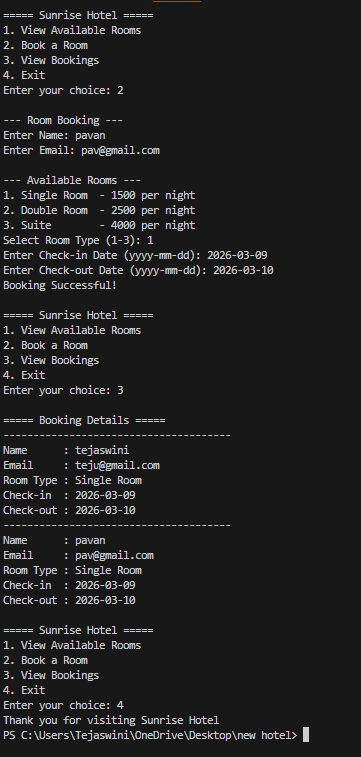 ===== Sunrise Hotel =====
1. View Available Rooms
2. Book a Room
3. View Bookings
4. Exit
Enter your choice: 2

--- Room Booking ---
Enter Name: pavan
Enter Email: pav@gmail.com

--- Available Rooms ---
1. Single Room  - 1500 per night
2. Double Room  - 2500 per night
3. Suite        - 4000 per night
Select Room Type (1-3): 1
Enter Check-in Date (yyyy-mm-dd): 2026-03-09
Enter Check-out Date (yyyy-mm-dd): 2026-03-10
Booking Successful!

===== Sunrise Hotel =====
1. View Available Rooms
2. Book a Room
3. View Bookings
4. Exit
Enter your choice: 3

===== Booking Details =====
--------------------------------------
Name      : tejaswini
Email     : teju@gmail.com
Room Type : Single Room
Check-in  : 2026-03-09
Check-out : 2026-03-10
--------------------------------------
Name      : pavan
Email     : pav@gmail.com
Room Type : Single Room
Check-in  : 2026-03-09
Check-out : 2026-03-10

===== Sunrise Hotel =====
1. View Available Rooms
2. Book a Room
3. View Bookings
4. Exit
Enter your choice: 4
Thank you for visiting Sunrise Hotel
PS C:\Users\Tejaswini\OneDrive\Desktop\new hotel>